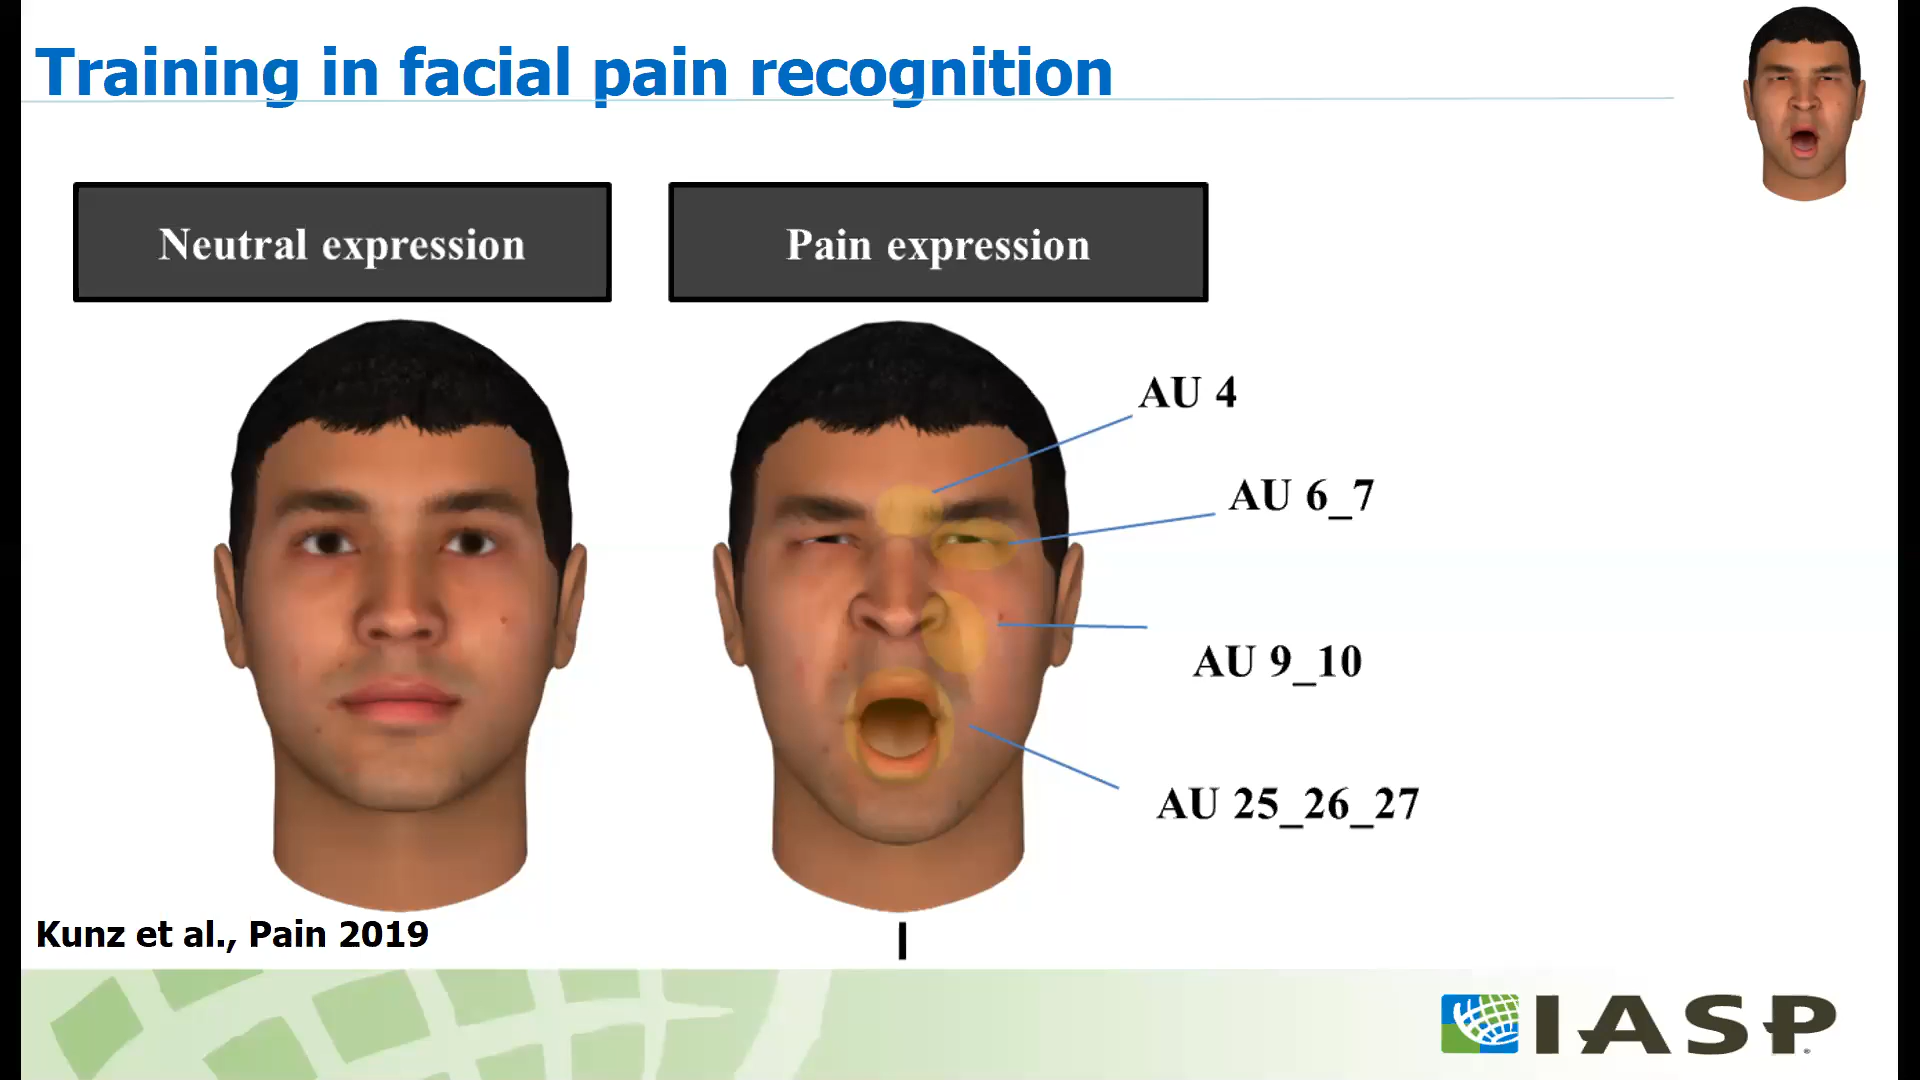 Training in facial pain recognition
Neutral expression
Pain expression
AU 4
AU 6_7
AU 9_10
AU 25_26_27
Kunz et al., Pain 2019
IASP